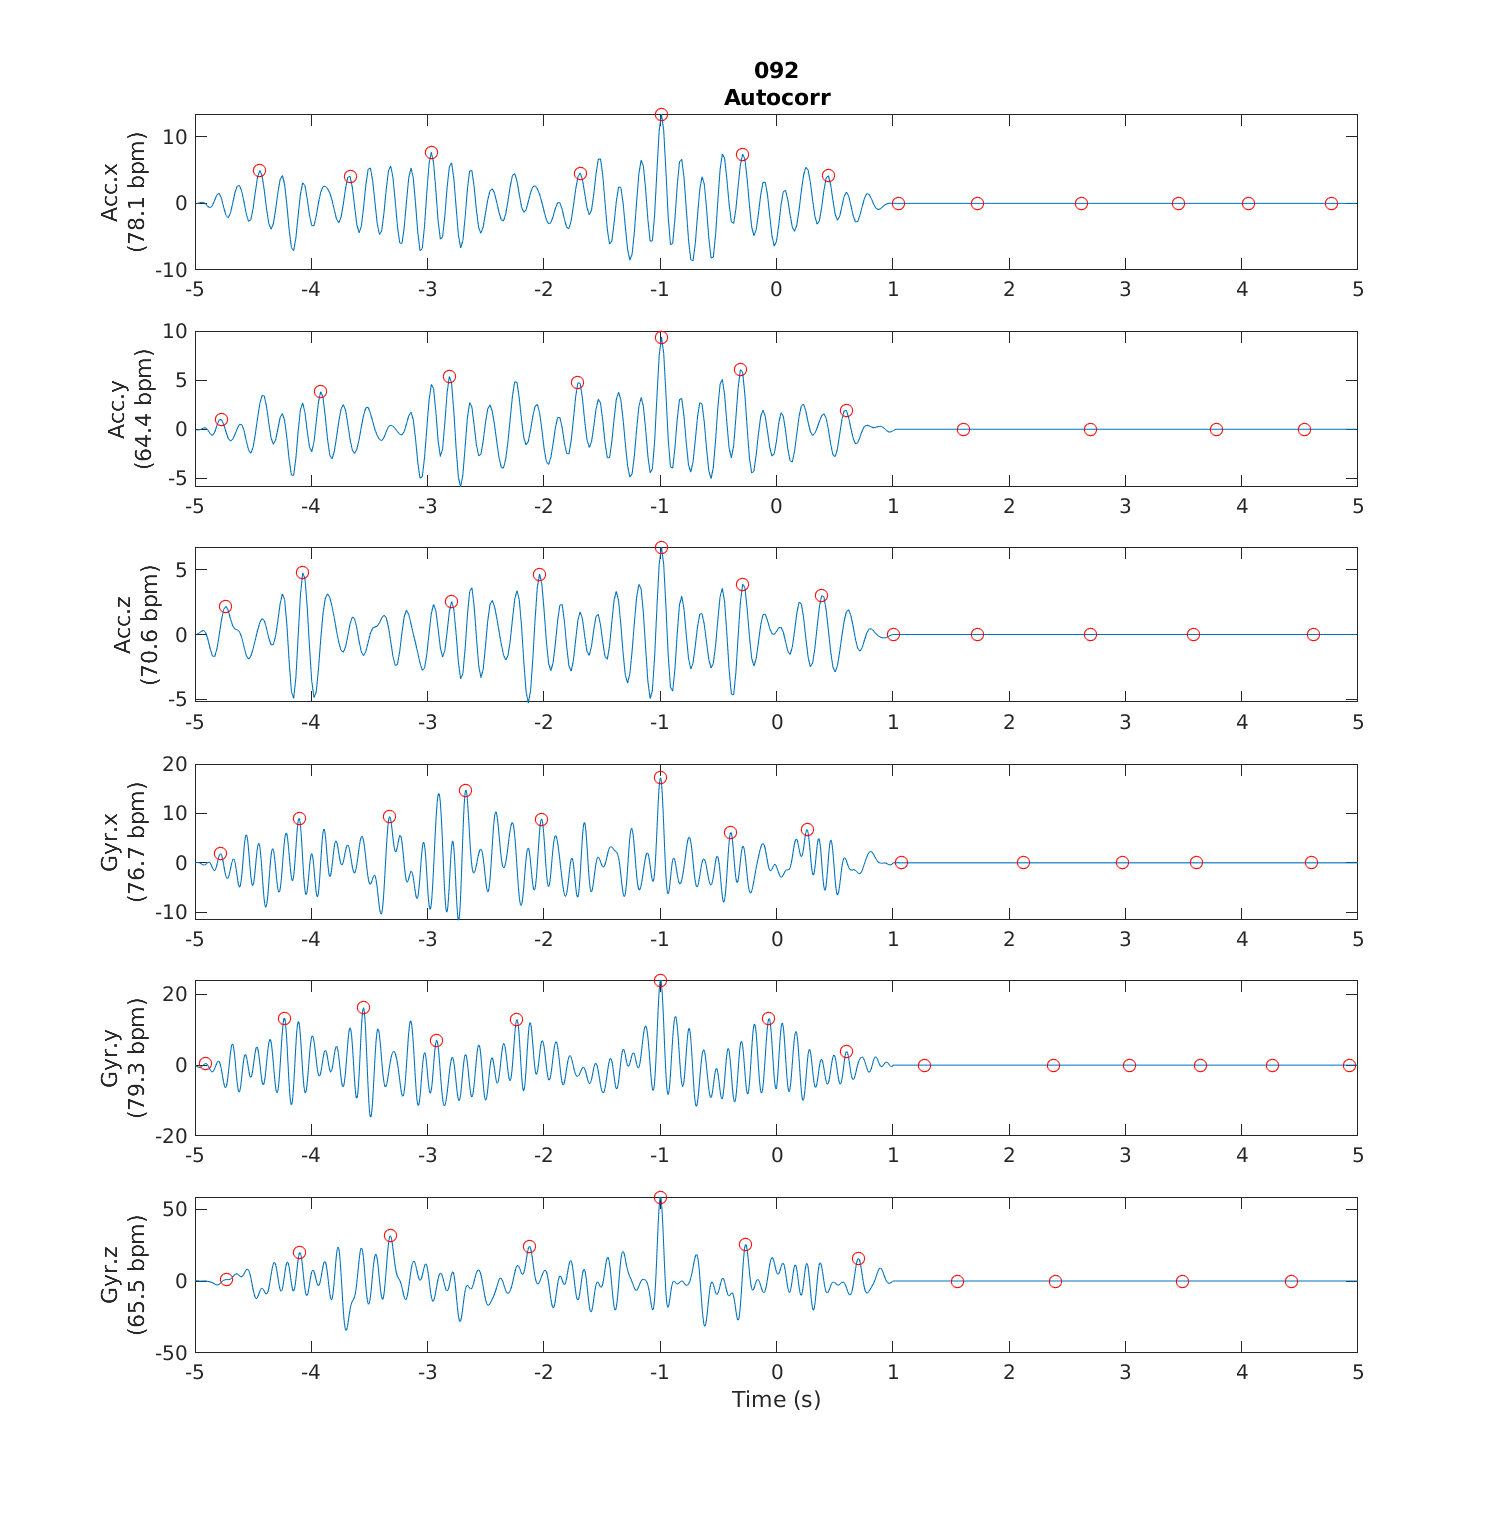 092
Autocorr
Acc.x
(78.1 bpm)
10
0
-10
-5 -4 -3 -2 -1 0 1 2 3 4 5
Acc.y
(64.4 bpm)
10
5
0
-5
-5 -4 -3 -2 -1 0 1 2 3 4 5
Acc.z
(70.6 bpm)
5
0
-5
-5 -4 -3 -2 -1 0 1 2 3 4 5
Gyr.x
(76.7 bpm)
20
10
0
-10
-5 -4 -3 -2 -1 0 1 2 3 4 5
Gyr.y
(79.3 bpm)
20
0
-20
-5 -4 -3 -2 -1 0 1 2 3 4 5
Gyr.z
(65.5 bpm)
50
0
-50
-5 -4 -3 -2 -1 0 1 2 3 4 5
Time (s)